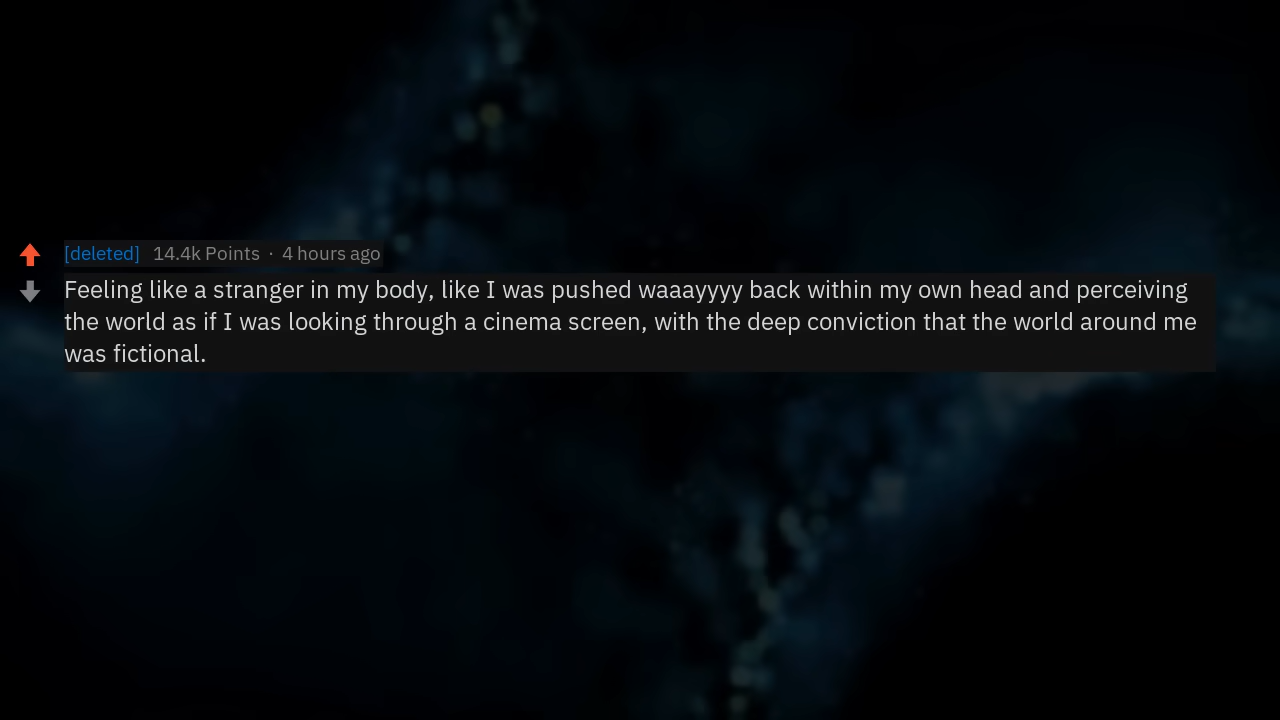 [deleted] 14.4k Points · 4 hours ago
Feeling like a stranger in my body, like I was pushed waaayyyy back within my own head and perceiving
the world as if I was looking through a cinema screen, with the deep conviction that the world around me
was fictional.